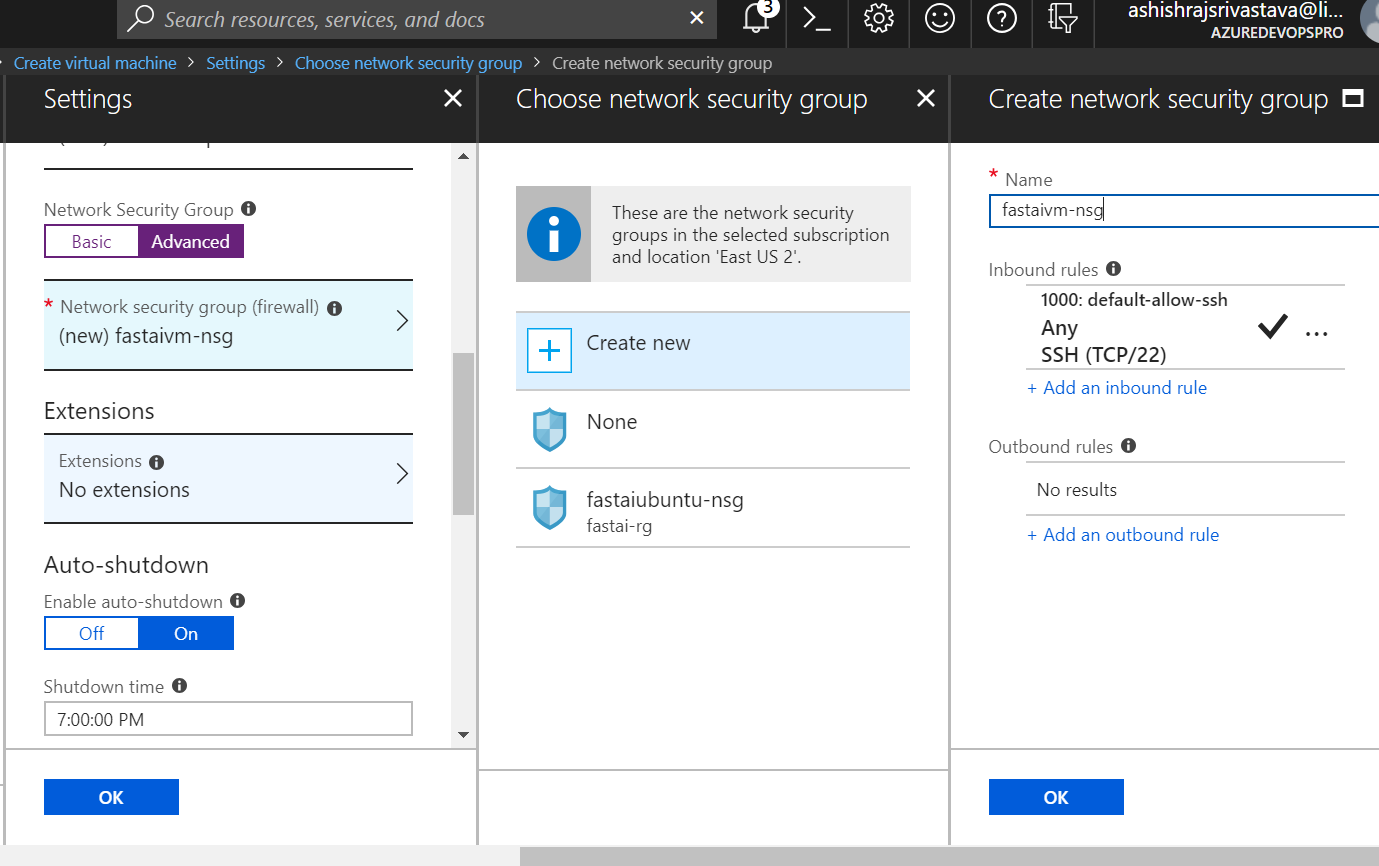 Search resources, services, and docs
3
ashishrajsrivastava@li...
AZUREDEVOPSPRO
Create virtual machine > Settings > Choose network security group > Create network security group
Settings
Network Security Group
Basic Advanced
* Network security group (firewall)
(new) fastaivm-nsg
Extensions
Extensions
No extensions
Auto-shutdown
Enable auto-shutdown
Off On
Shutdown time
7:00:00 PM
OK
Choose network security group
These are the network security
groups in the selected subscription
and location 'East US 2'.
Create new
None
fastaiubuntu-nsg
fastai-rg
Create network security group
* Name
fastaivm-nsg
Inbound rules
1000: default-allow-ssh
Any
SSH (TCP/22)
...
+ Add an inbound rule
Outbound rules
No results
+ Add an outbound rule
OK